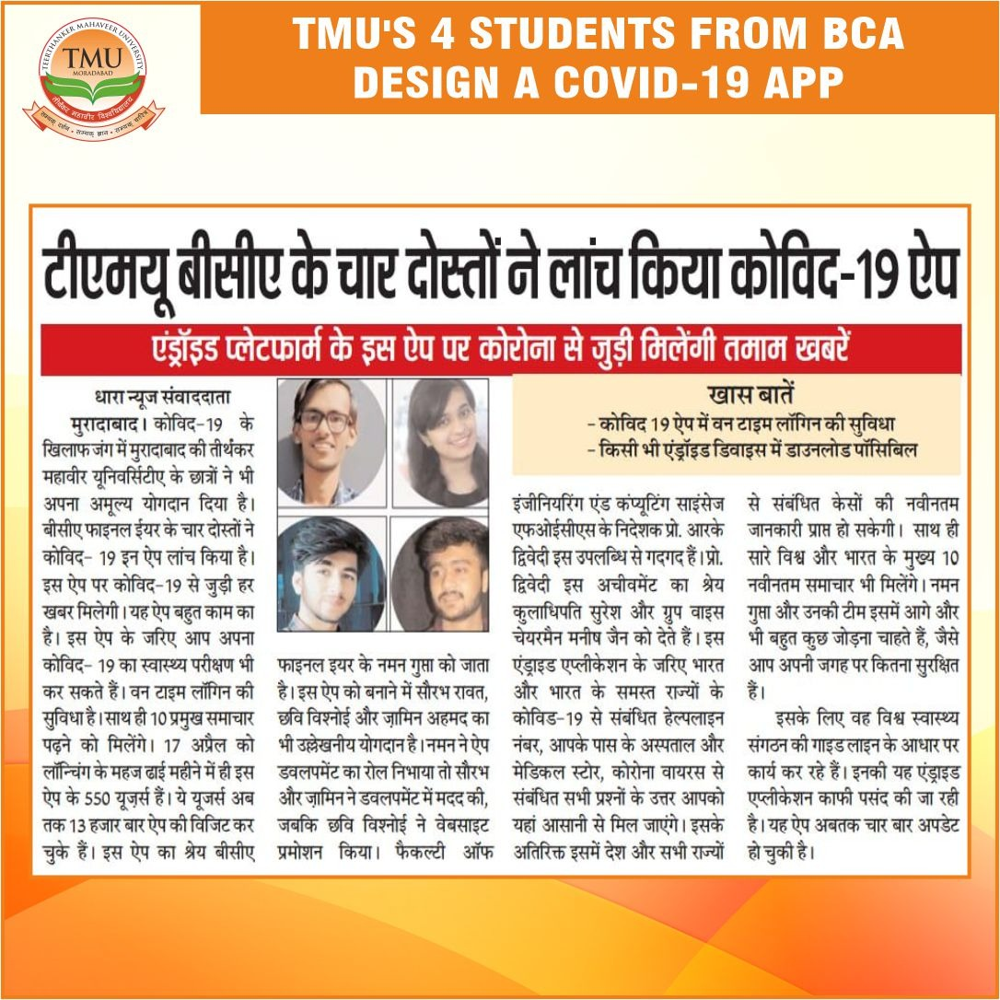 TEERTHANKER MAHAVEER UNIVERSITY
TMU
MORADABAD
तीर्थंकर महावीर विश्वविद्यालय
सम्यक् दर्शन • सम्यक् ज्ञान • सम्यक् चारित्र
TMU'S 4 STUDENTS FROM BCA
DESIGN A COVID-19 APP
टीएमयू बीसीए के चार दोस्तों ने लांच किया कोविद-19 ऐप
एंड्रॉइड प्लेटफार्म के इस ऐप पर कोरोना से जुड़ी मिलेंगी तमाम खबरें
धारा न्यूज संवाददाता
मुरादाबाद। कोविद-19 के
खिलाफ जंग में मुरादाबाद की तीर्थंकर
महावीर यूनिवर्सिटीए के छात्रों ने भी
अपना अमूल्य योगदान दिया है।
बीसीए फाइनल ईयर के चार दोस्तों ने
कोविद- 19 इन ऐप लांच किया है।
इस ऐप पर कोविद-19 से जुड़ी हर
खबर मिलेगी। यह ऐप बहुत काम का
है। इस ऐप के जरिए आप अपना
कोविद- 19 का स्वास्थ्य परीक्षण भी
कर सकते हैं। वन टाइम लॉगिन की
सुविधा है। साथ ही 10 प्रमुख समाचार
पढ़ने को मिलेंगे। 17 अप्रैल को
लॉन्चिंग के महज ढाई महीने में ही इस
ऐप के 550 यूज़र्स हैं। ये यूजर्स अब
तक 13 हजार बार ऐप की विजिट कर
चुके हैं। इस ऐप का श्रेय बीसीए
फाइनल इयर के नमन गुप्ता को जाता
है। इस ऐप को बनाने में सौरभ रावत,
छवि विश्नोई और ज़ामिन अहमद का
भी उल्लेखनीय योगदान है। नमन ने ऐप
डवलपमेंट का रोल निभाया तो सौरभ
और ज़ामिन ने डवलपमेंट में मदद की,
जबकि छवि विश्नोई ने वेबसाइट
प्रमोशन किया। फैकल्टी ऑफ
खास बातें
- कोविद 19 ऐप में वन टाइम लॉगिन की सुविधा
- किसी भी एंड्रॉइड डिवाइस में डाउनलोड पॉसिबिल
इंजीनियरिंग एंड कंप्यूटिंग साइंसेज
एफओईसीएस के निदेशक प्रो. आरके
द्विवेदी इस उपलब्धि से गदगद हैं। प्रो.
द्विवेदी इस अचीवमेंट का श्रेय
कुलाधिपति सुरेश और ग्रुप वाइस
चेयरमैन मनीष जैन को देते हैं। इस
एंड्राइड एप्लीकेशन के जरिए भारत
और भारत के समस्त राज्यों के
कोविड-19 से संबंधित हेल्पलाइन
नंबर, आपके पास के अस्पताल और
मेडिकल स्टोर, कोरोना वायरस से
संबंधित सभी प्रश्नों के उत्तर आपको
यहां आसानी से मिल जाएंगे। इसके
अतिरिक्त इसमें देश और सभी राज्यों
से संबंधित केसों की नवीनतम
जानकारी प्राप्त हो सकेगी। साथ ही
सारे विश्व और भारत के मुख्य 10
नवीनतम समाचार भी मिलेंगे। नमन
गुप्ता और उनकी टीम इसमें आगे और
भी बहुत कुछ जोड़ना चाहते हैं, जैसे
आप अपनी जगह पर कितना सुरक्षित
हैं।
इसके लिए वह विश्व स्वास्थ्य
संगठन की गाइड लाइन के आधार पर
कार्य कर रहे हैं। इनकी यह एंड्राइड
एप्लीकेशन काफी पसंद की जा रही
है। यह ऐप अबतक चार बार अपडेट
हो चुकी है।